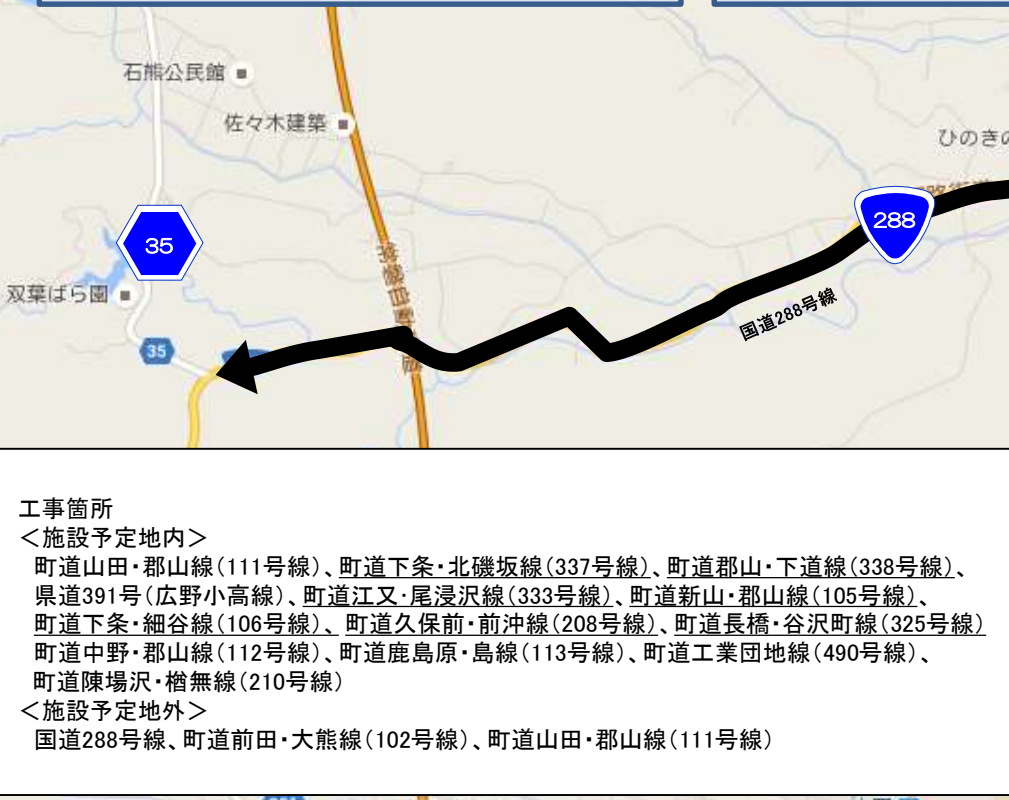 石熊公民館
佐々木建築
ひのきの
288
35
常磐自動車道
双葉ばら園
国道288号線
35
工事箇所
＜施設予定地内＞
町道山田・郡山線（111号線）、町道下条・北磯坂線（337号線）、町道郡山・下道線（338号線）、
県道391号（広野小高線）、町道江又・尾浸沢線（333号線）、町道新山・郡山線（105号線）、
町道下条・細谷線（106号線）、町道久保前・前沖線（208号線）、町道長橋・谷沢町線（325号線）
町道中野・郡山線（112号線）、町道鹿島原・島線（113号線）、町道工業団地線（490号線）、
町道陳場沢・楢無線（210号線）
＜施設予定地外＞
国道288号線、町道前田・大熊線（102号線）、町道山田・郡山線（111号線）